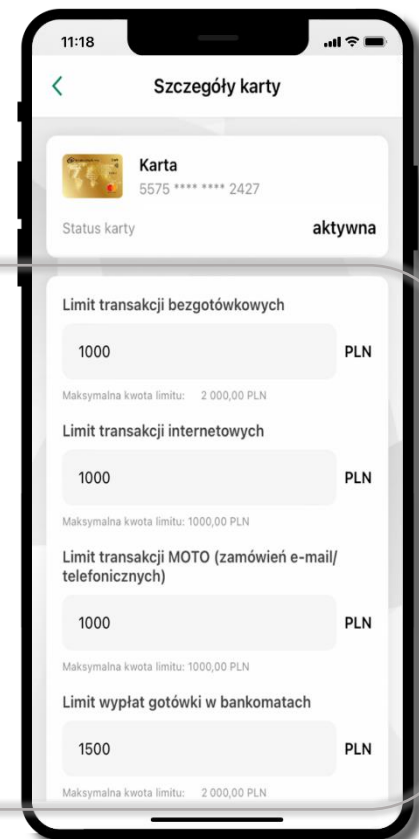 11:18
Szczegóły karty
Karta
5575 **** **** 2427
Status karty aktywna
Limit transakcji bezgotówkowych
1000 PLN
Maksymalna kwota limitu: 2 000,00 PLN
Limit transakcji internetowych
1000 PLN
Maksymalna kwota limitu: 1000,00 PLN
Limit transakcji MOTO (zamówień e-mail/
telefonicznych)
1000 PLN
Maksymalna kwota limitu: 1000,00 PLN
Limit wypłat gotówki w bankomatach
1500 PLN
Maksymalna kwota limitu: 2 000,00 PLN